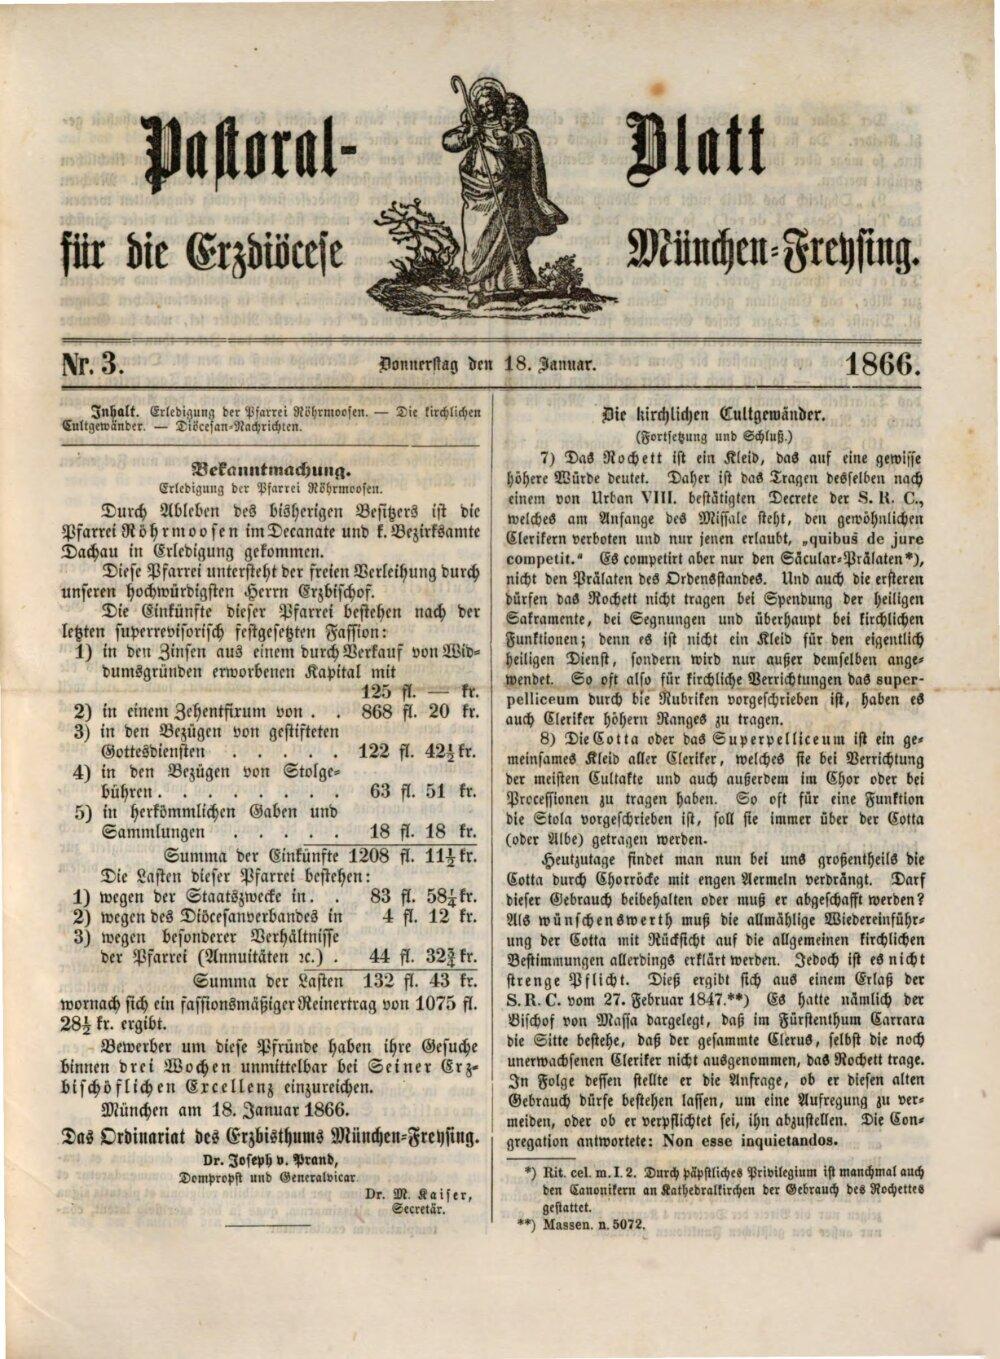 Pastoral-Blatt
für die Erzdiöcese München-Freysing.
Nr. 3. Donnerstag den 18. Januar. 1866.
Inhalt. Erledigung der Pfarrei Röhrmoosen. — Die kirchlichen
Cultgewänder. — Diöcesan-Nachrichten.
Bekanntmachung.
Erledigung der Pfarrei Röhrmoosen.
Durch Ableben des bisherigen Besitzers ist die
Pfarrei Röhrmoosen im Decanate und k. Bezirksamte
Dachau in Erledigung gekommen.
Diese Pfarrei untersteht der freien Verleihung durch
unseren hochwürdigsten Herrn Erzbischof.
Die Einkünfte dieser Pfarrei bestehen nach der
letzten superrevisorisch festgesetzten Fassion:
1) in den Zinsen aus einem durch Verkauf von Wid-
dumsgründen erworbenen Kapital mit
125 fl. — kr.
2) in einem Zehentfixum von . . 868 fl. 20 kr.
3) in den Bezügen von gestifteten
Gottesdiensten . . . . . 122 fl. 42½ kr.
4) in den Bezügen von Stolge-
bühren . . . . . . . . 63 fl. 51 kr.
5) in herkömmlichen Gaben und
Sammlungen . . . . . 18 fl. 18 kr.
Summa der Einkünfte 1208 fl. 11½ kr.
Die Lasten dieser Pfarrei bestehen:
1) wegen der Staatszwecke in . . 83 fl. 58¼ kr.
2) wegen des Diöcesanverbandes in 4 fl. 12 kr.
3) wegen besonderer Verhältnisse
der Pfarrei (Annuitäten ꝛc.) . 44 fl. 32¾ kr.
Summa der Lasten 132 fl. 43 kr.
wornach sich ein fassionsmäßiger Reinertrag von 1075 fl.
28½ kr. ergibt.
Bewerber um diese Pfründe haben ihre Gesuche
binnen drei Wochen unmittelbar bei Seiner Erz-
bischöflichen Excellenz einzureichen.
München am 18. Januar 1866.
Das Ordinariat des Erzbisthums München-Freysing.
Dr. Joseph v. Prand,
Dompropst und Generalvicar
Dr. M. Kaiser,
Secretär.
Die kirchlichen Cultgewänder.
(Fortsetzung und Schluß.)
7) Das Rochett ist ein Kleid, das auf eine gewisse
höhere Würde deutet. Daher ist das Tragen desselben nach
einem von Urban VIII. bestätigten Decrete der S. R. C.,
welches am Anfange des Missale steht, den gewöhnlichen
Clerikern verboten und nur jenen erlaubt, „quibus de jure
competit.“ Es competirt aber nur den Säcular-Prälaten*),
nicht den Prälaten des Ordensstandes. Und auch die ersteren
dürfen das Rochett nicht tragen bei Spendung der heiligen
Sakramente, bei Segnungen und überhaupt bei kirchlichen
Funktionen; denn es ist nicht ein Kleid für den eigentlich
heiligen Dienst, sondern wird nur außer demselben ange-
wendet. So oft also für kirchliche Verrichtungen das super-
pelliceum durch die Rubriken vorgeschrieben ist, haben es
auch Cleriker höhern Ranges zu tragen.
8) Die Cotta oder das Superpelliceum ist ein ge-
meinsames Kleid aller Cleriker, welches sie bei Verrichtung
der meisten Cultakte und auch außerdem im Chor oder bei
Processionen zu tragen haben. So oft für eine Funktion
die Stola vorgeschrieben ist, soll sie immer über der Cotta
(oder Albe) getragen werden.
Heutzutage findet man nun bei uns großentheils die
Cotta durch Chorröcke mit engen Aermeln verdrängt. Darf
dieser Gebrauch beibehalten oder muß er abgeschafft werden?
Als wünschenswerth muß die allmählige Wiedereinführ-
ung der Cotta mit Rücksicht auf die allgemeinen kirchlichen
Bestimmungen allerdings erklärt werden. Jedoch ist es nicht
strenge Pflicht. Dieß ergibt sich aus einem Erlaß der
S. R. C. vom 27. Februar 1847.**) Es hatte nämlich der
Bischof von Massa dargelegt, daß im Fürstenthum Carrara
die Sitte bestehe, daß der gesammte Clerus, selbst die noch
unerwachsenen Cleriker nicht ausgenommen, das Rochett trage.
In Folge dessen stellte er die Anfrage, ob er diesen alten
Gebrauch dürfe bestehen lassen, um eine Aufregung zu ver-
meiden, oder ob er verpflichtet sei, ihn abzustellen. Die Con-
gregation antwortete: Non esse inquietandos.
*) Rit. cel. m. I. 2. Durch päpstliches Privilegium ist manchmal auch
den Canonikern an Kathedralkirchen der Gebrauch des Rochettes
gestattet.
**) Massen. n. 5072.